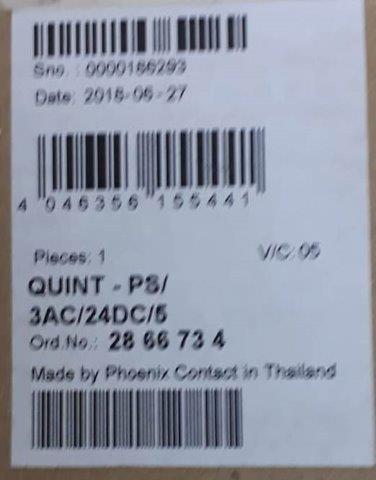 Sno. : 0000166293
Date: 2016-06-27
4 046356 155441
Pieces: 1 V/C: 05
QUINT - PS/
3AC/24DC/5
Ord.No.: 28 66 73 4
Made by Phoenix Contact in Thailand